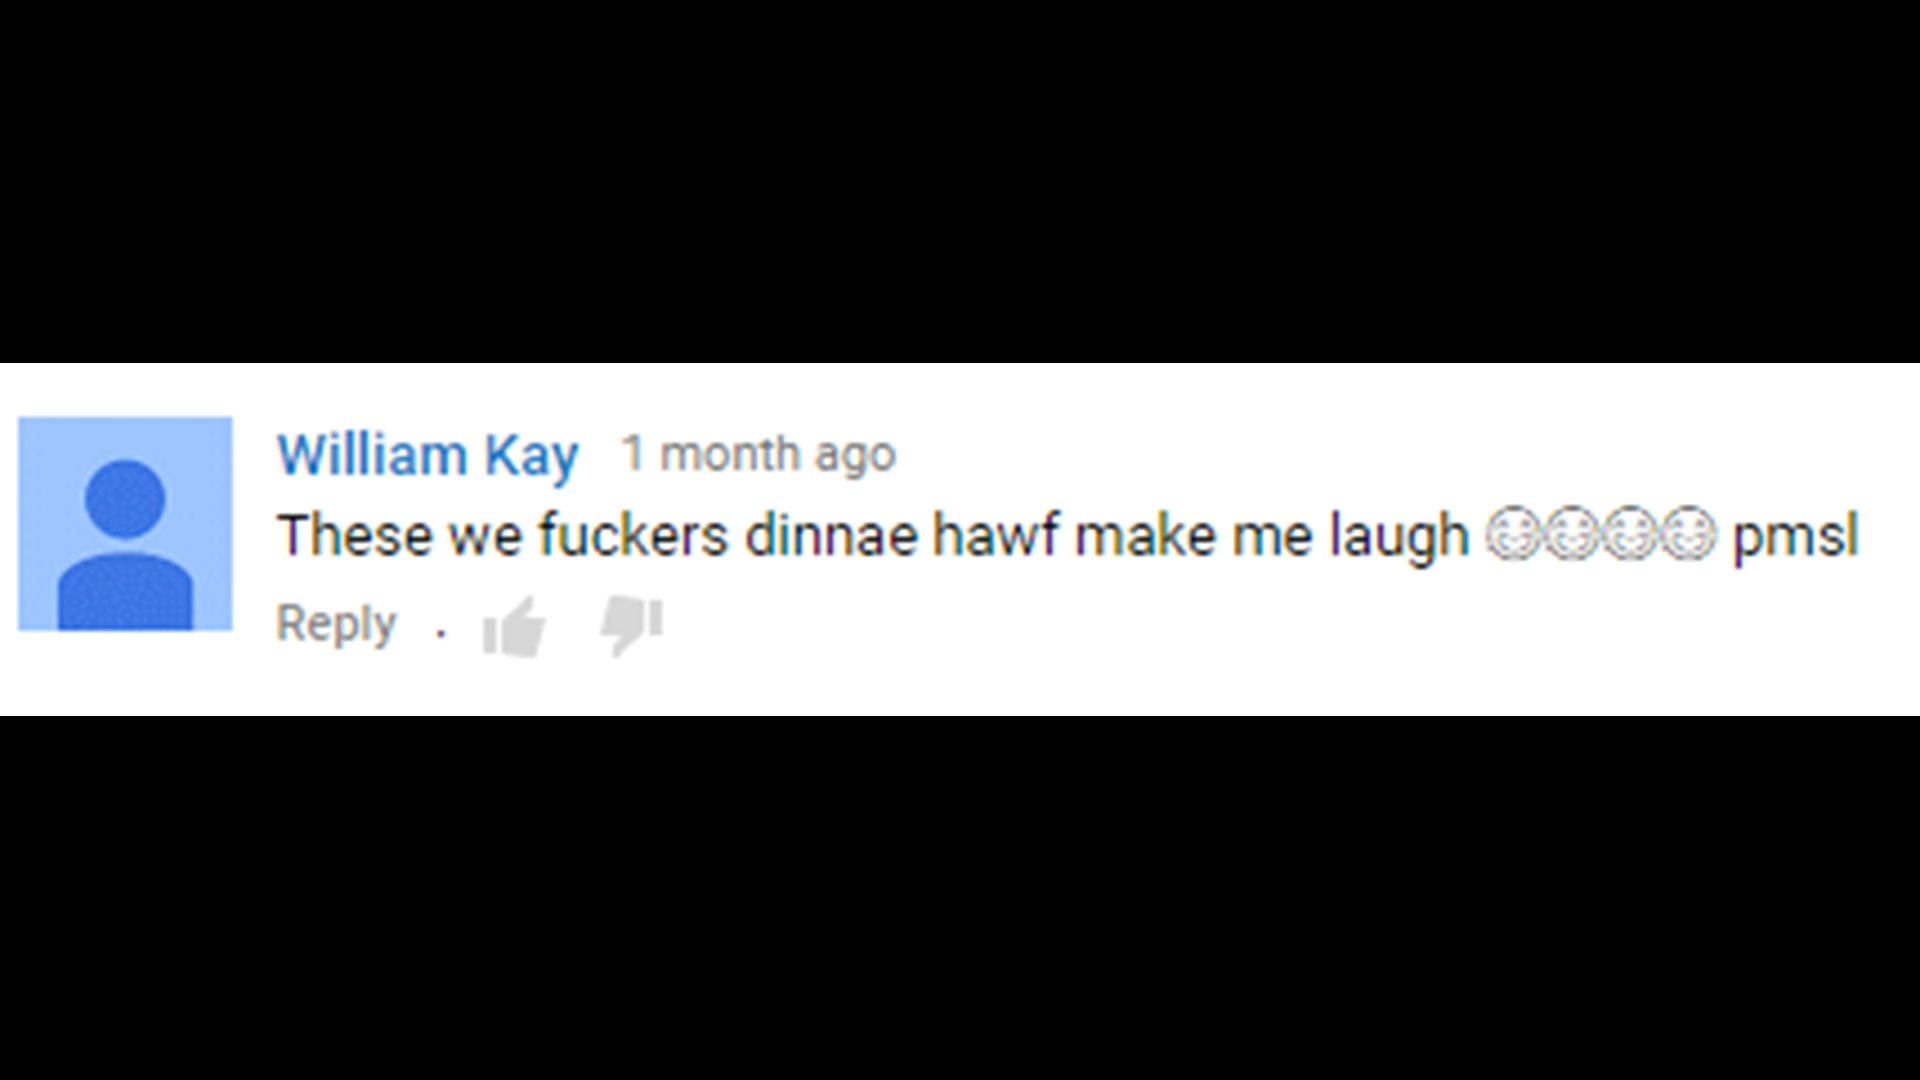 William Kay 1 month ago
These we fuckers dinnae hawf make me laugh 😂😂😂😂 pmsl
Reply .